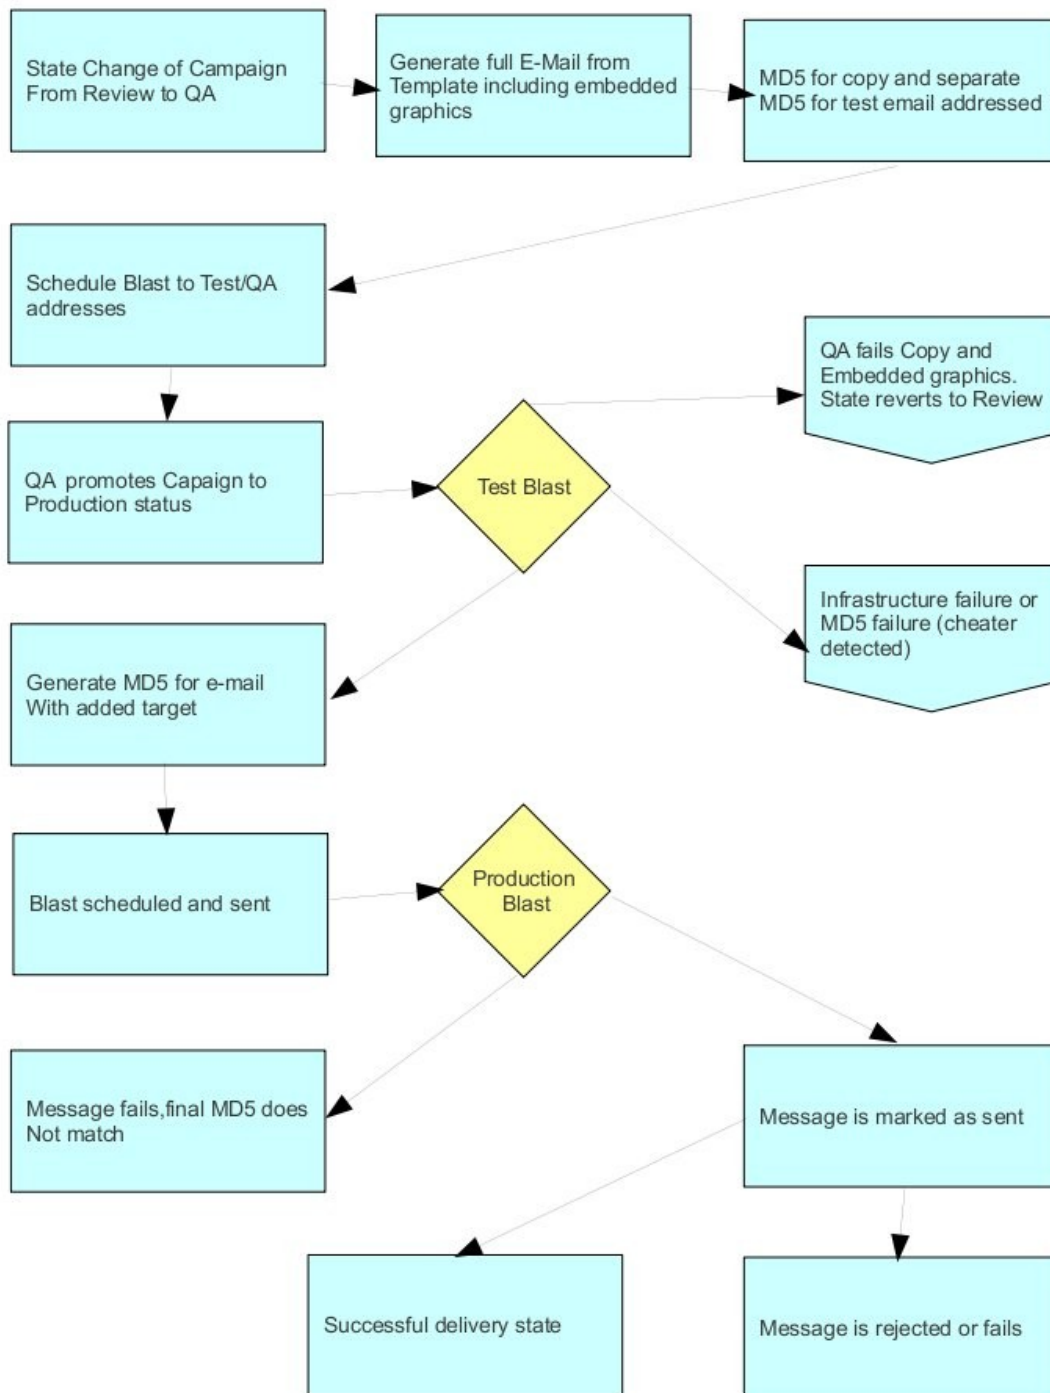 State Change of Campaign
From Review to QA
Generate full E-Mail from
Template including embedded
graphics
MD5 for copy and separate
MD5 for test email addressed
Schedule Blast to Test/QA
addresses
QA fails Copy and
Embedded graphics.
State reverts to Review
QA promotes Capaign to
Production status
Test Blast
Infrastructure failure or
MD5 failure (cheater
detected)
Generate MD5 for e-mail
With added target
Blast scheduled and sent
Production
Blast
Message fails,final MD5 does
Not match
Message is marked as sent
Successful delivery state
Message is rejected or fails